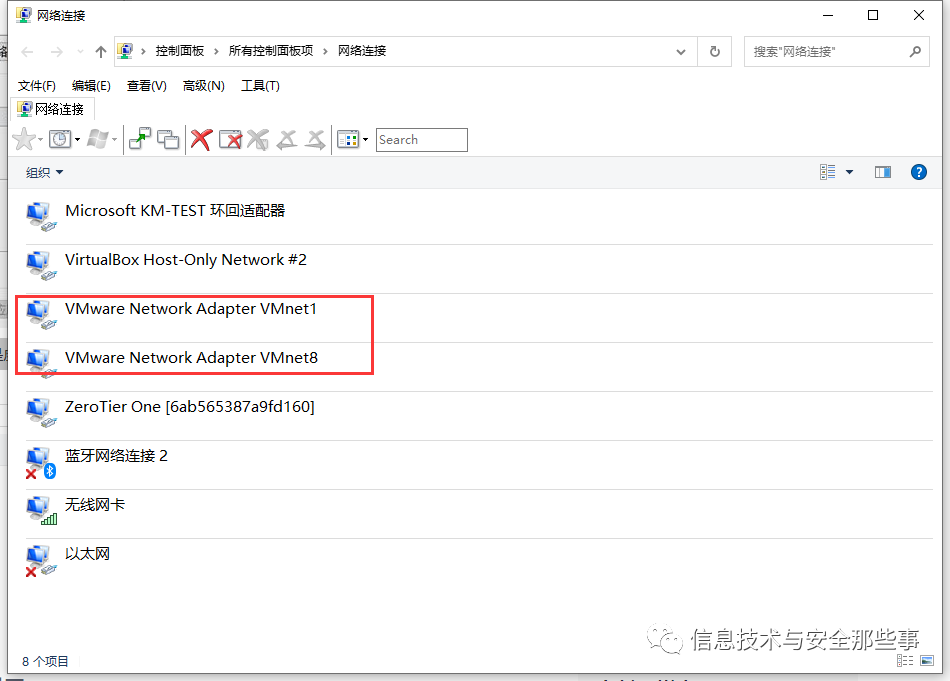 网络连接
控制面板 所有控制面板项 网络连接
搜索"网络连接"
文件(F) 编辑(E) 查看(V) 高级(N) 工具(T)
网络连接
Search
组织
Microsoft KM-TEST 环回适配器
VirtualBox Host-Only Network #2
VMware Network Adapter VMnet1
VMware Network Adapter VMnet8
ZeroTier One [6ab565387a9fd160]
蓝牙网络连接 2
无线网卡
以太网
信息技术与安全那些事
8 个项目